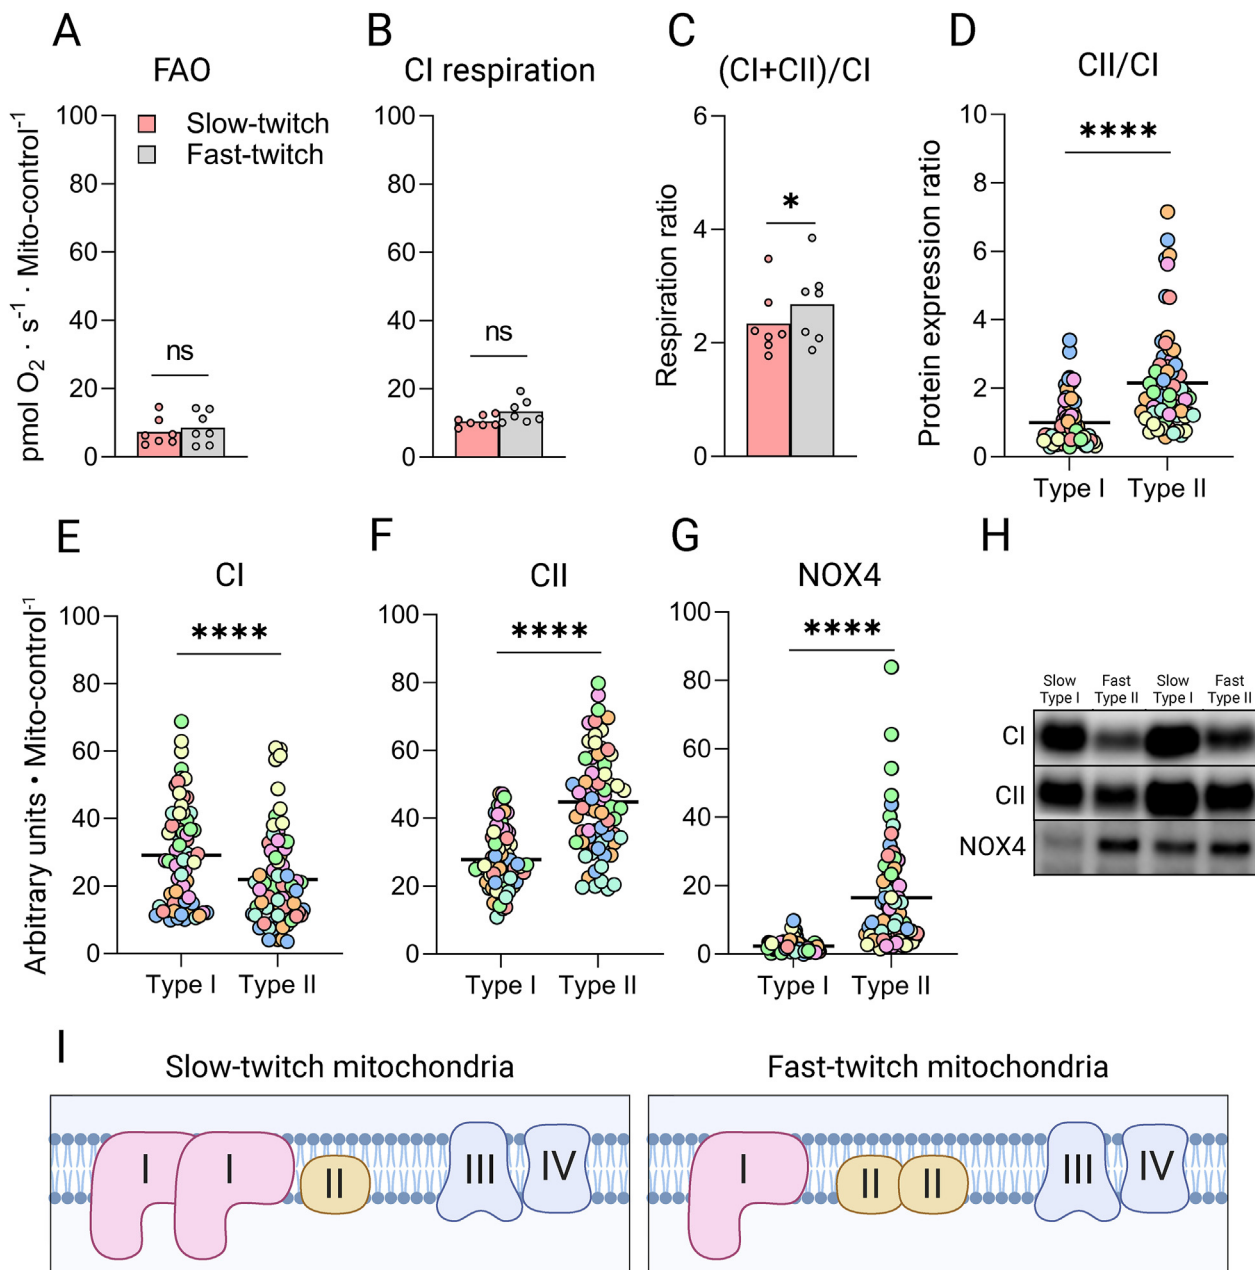 A
FAO
pmol O₂ · s⁻¹ · Mito-control⁻¹
100
80
60
40
20
0
Slow-twitch
Fast-twitch
ns
B
CI respiration
100
80
60
40
20
0
ns
C
(CI+CII)/CI
Respiration ratio
6
4
2
0
*
D
CII/CI
Protein expression ratio
10
8
6
4
2
0
****
Type I Type II
E
CI
Arbitrary units • Mito-control⁻¹
100
80
60
40
20
0
****
Type I Type II
F
CII
100
80
60
40
20
0
****
Type I Type II
G
NOX4
100
80
60
40
20
0
****
Type I Type II
H
Slow Fast Slow Fast
Type I Type II Type I Type II
CI
CII
NOX4
I
Slow-twitch mitochondria
I I II III IV
Fast-twitch mitochondria
I II II III IV